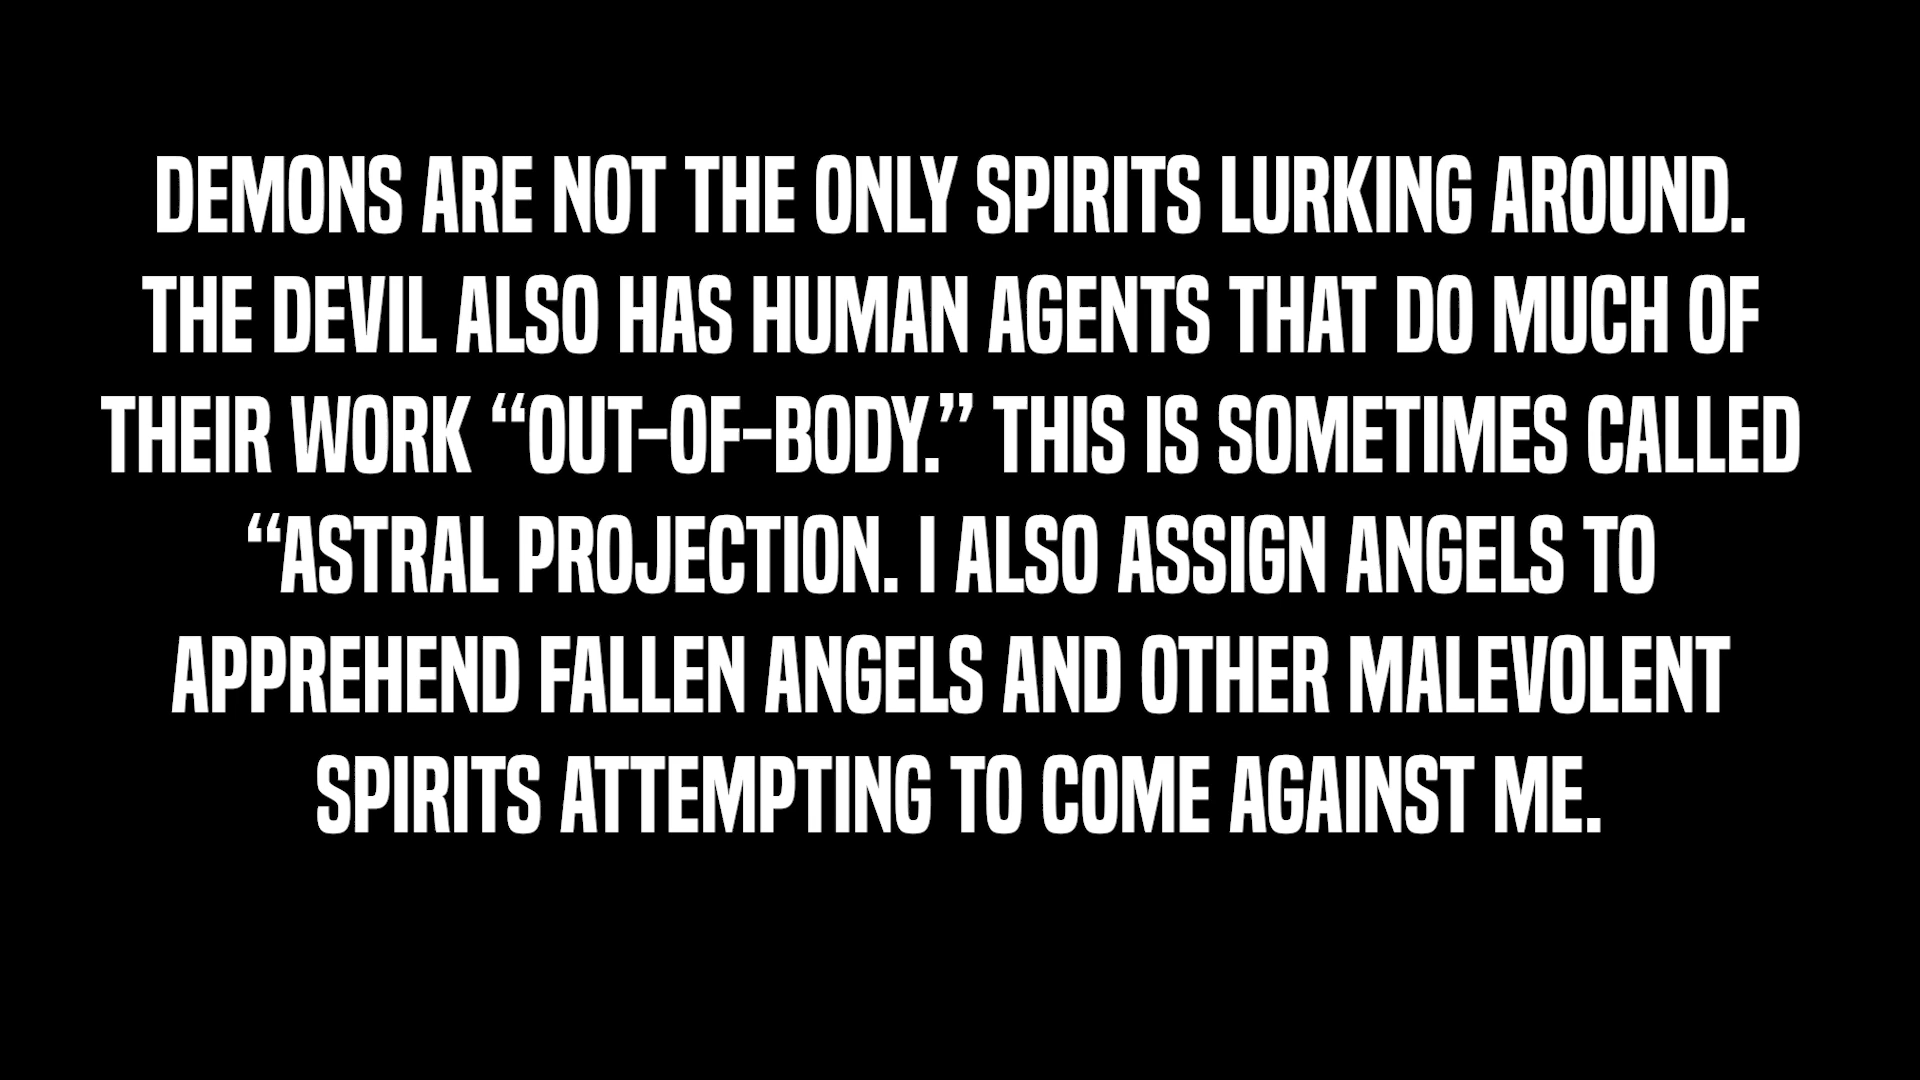 DEMONS ARE NOT THE ONLY SPIRITS LURKING AROUND.
THE DEVIL ALSO HAS HUMAN AGENTS THAT DO MUCH OF
THEIR WORK “OUT-OF-BODY.” THIS IS SOMETIMES CALLED
“ASTRAL PROJECTION. I ALSO ASSIGN ANGELS TO
APPREHEND FALLEN ANGELS AND OTHER MALEVOLENT
SPIRITS ATTEMPTING TO COME AGAINST ME.